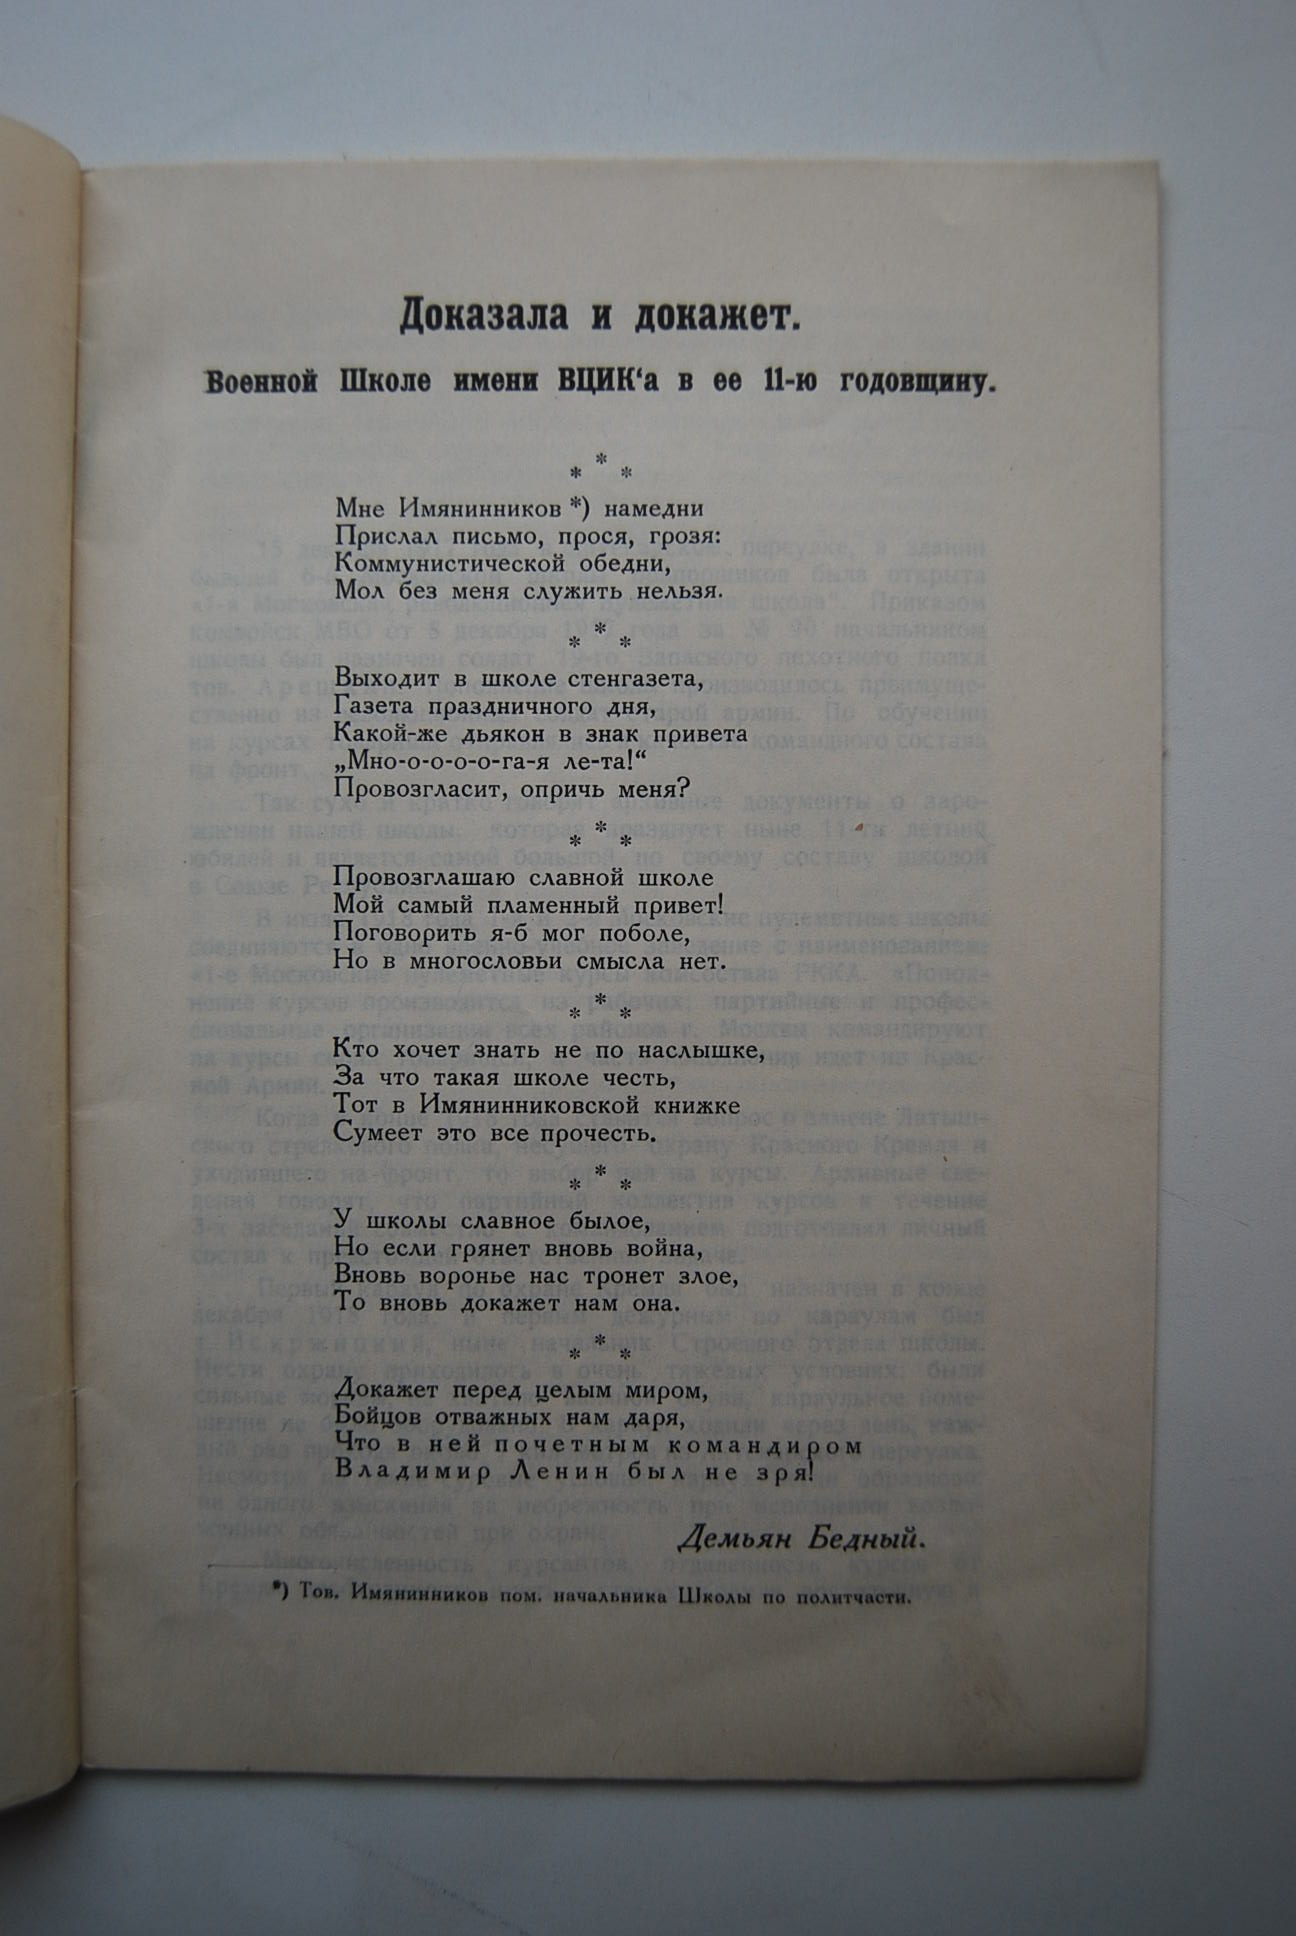 Доказала и докажет.
Военной Школе имени ВЦИК‘а в ее 11-ю годовщину.
*
* *
Мне Имянинников *) намедни
Прислал письмо, прося, грозя:
Коммунистической обедни,
Мол без меня служить нельзя.
*
* *
Выходит в школе стенгазета,
Газета праздничного дня,
Какой-же дьякон в знак привета
„Мно-о-о-о-о-га-я ле-та!“
Провозгласит, опричь меня?
*
* *
Провозглашаю славной школе
Мой самый пламенный привет!
Поговорить я-б мог поболе,
Но в многословьи смысла нет.
*
* *
Кто хочет знать не по наслышке,
За что такая школе честь,
Тот в Имянинниковской книжке
Сумеет это все прочесть.
*
* *
У школы славное былое,
Но если грянет вновь война,
Вновь воронье нас тронет злое,
То вновь докажет нам она.
*
* *
Докажет перед целым миром,
Бойцов отважных нам даря,
Что в ней почетным командиром
Владимир Ленин был не зря!
Демьян Бедный.
*) Тов. Имянинников пом. начальника Школы по политчасти.